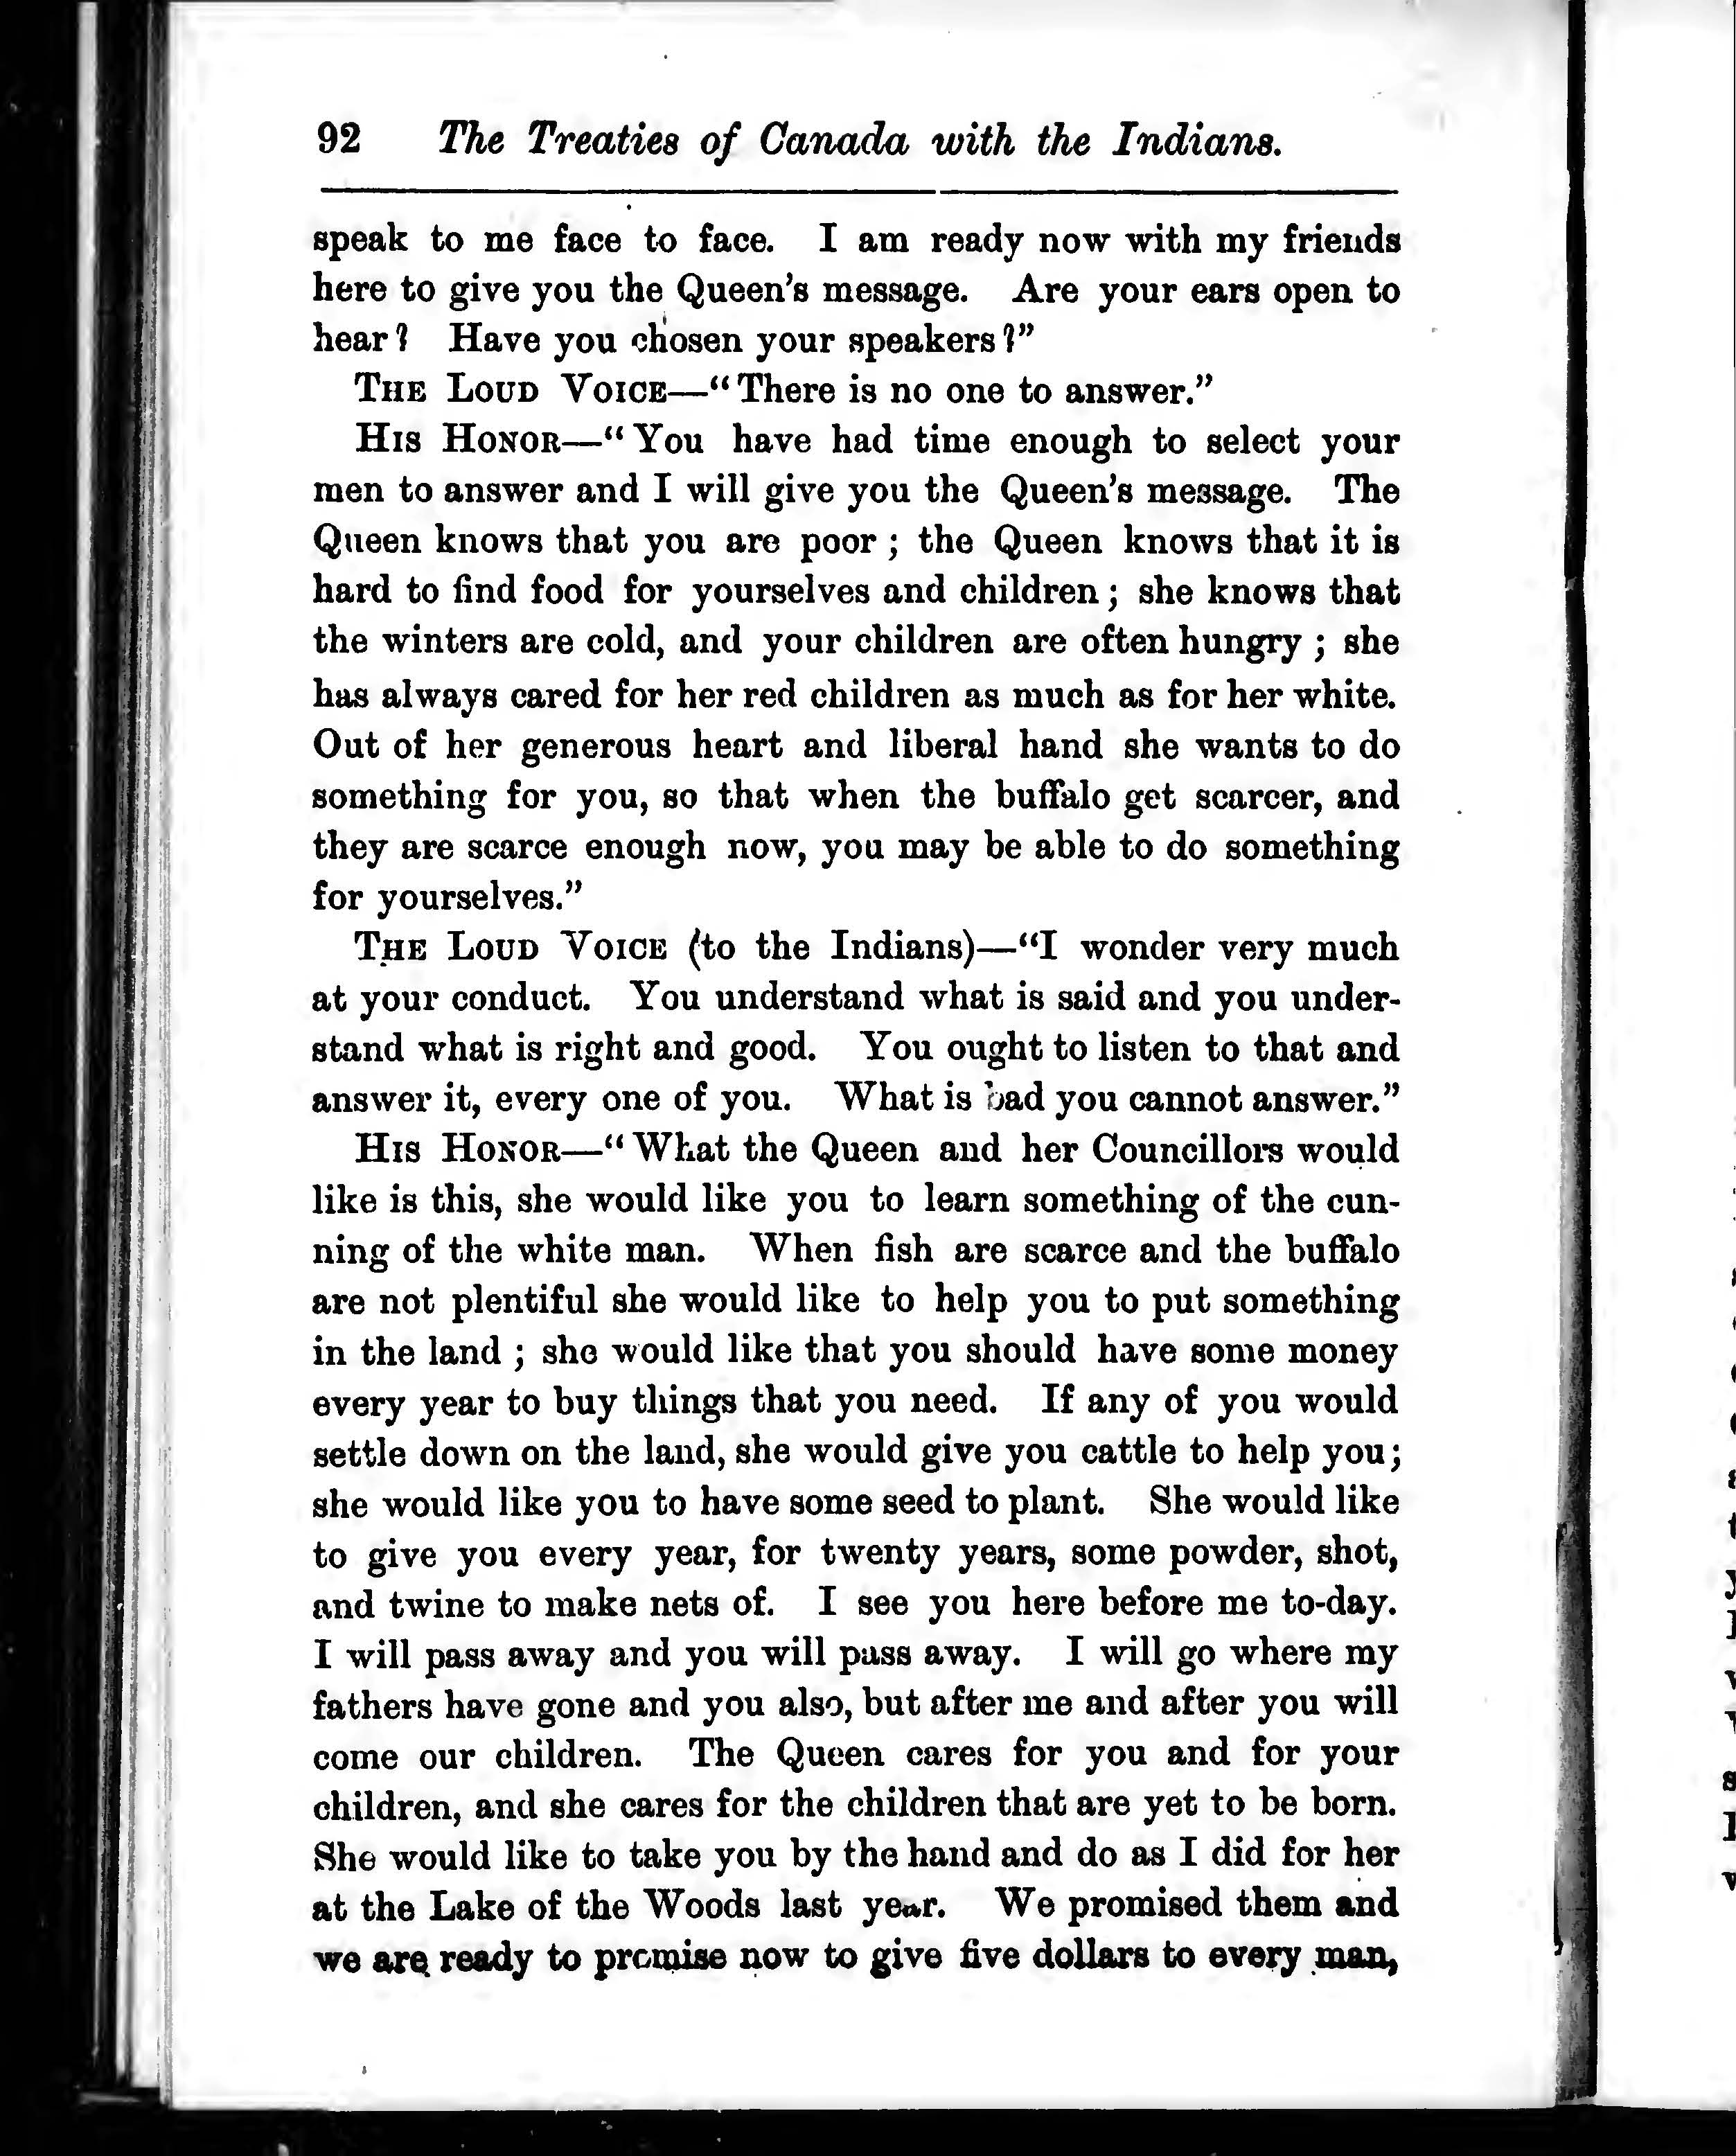 92 The Treaties of Canada with the Indians.
speak to me face to face. I am ready now with my friends
here to give you the Queen's message. Are your ears open to
hear? Have you chosen your speakers?"
THE LOUD VOICE—"There is no one to answer."
HIS HONOR—"You have had time enough to select your
men to answer and I will give you the Queen's message. The
Queen knows that you are poor; the Queen knows that it is
hard to find food for yourselves and children; she knows that
the winters are cold, and your children are often hungry; she
has always cared for her red children as much as for her white.
Out of her generous heart and liberal hand she wants to do
something for you, so that when the buffalo get scarcer, and
they are scarce enough now, you may be able to do something
for yourselves."
THE LOUD VOICE (to the Indians)—"I wonder very much
at your conduct. You understand what is said and you under-
stand what is right and good. You ought to listen to that and
answer it, every one of you. What is bad you cannot answer."
HIS HONOR—"What the Queen and her Councillors would
like is this, she would like you to learn something of the cun-
ning of the white man. When fish are scarce and the buffalo
are not plentiful she would like to help you to put something
in the land; she would like that you should have some money
every year to buy things that you need. If any of you would
settle down on the land, she would give you cattle to help you;
she would like you to have some seed to plant. She would like
to give you every year, for twenty years, some powder, shot,
and twine to make nets of. I see you here before me to-day.
I will pass away and you will pass away. I will go where my
fathers have gone and you also, but after me and after you will
come our children. The Queen cares for you and for your
children, and she cares for the children that are yet to be born.
She would like to take you by the hand and do as I did for her
at the Lake of the Woods last year. We promised them and
we are ready to promise now to give five dollars to every man,